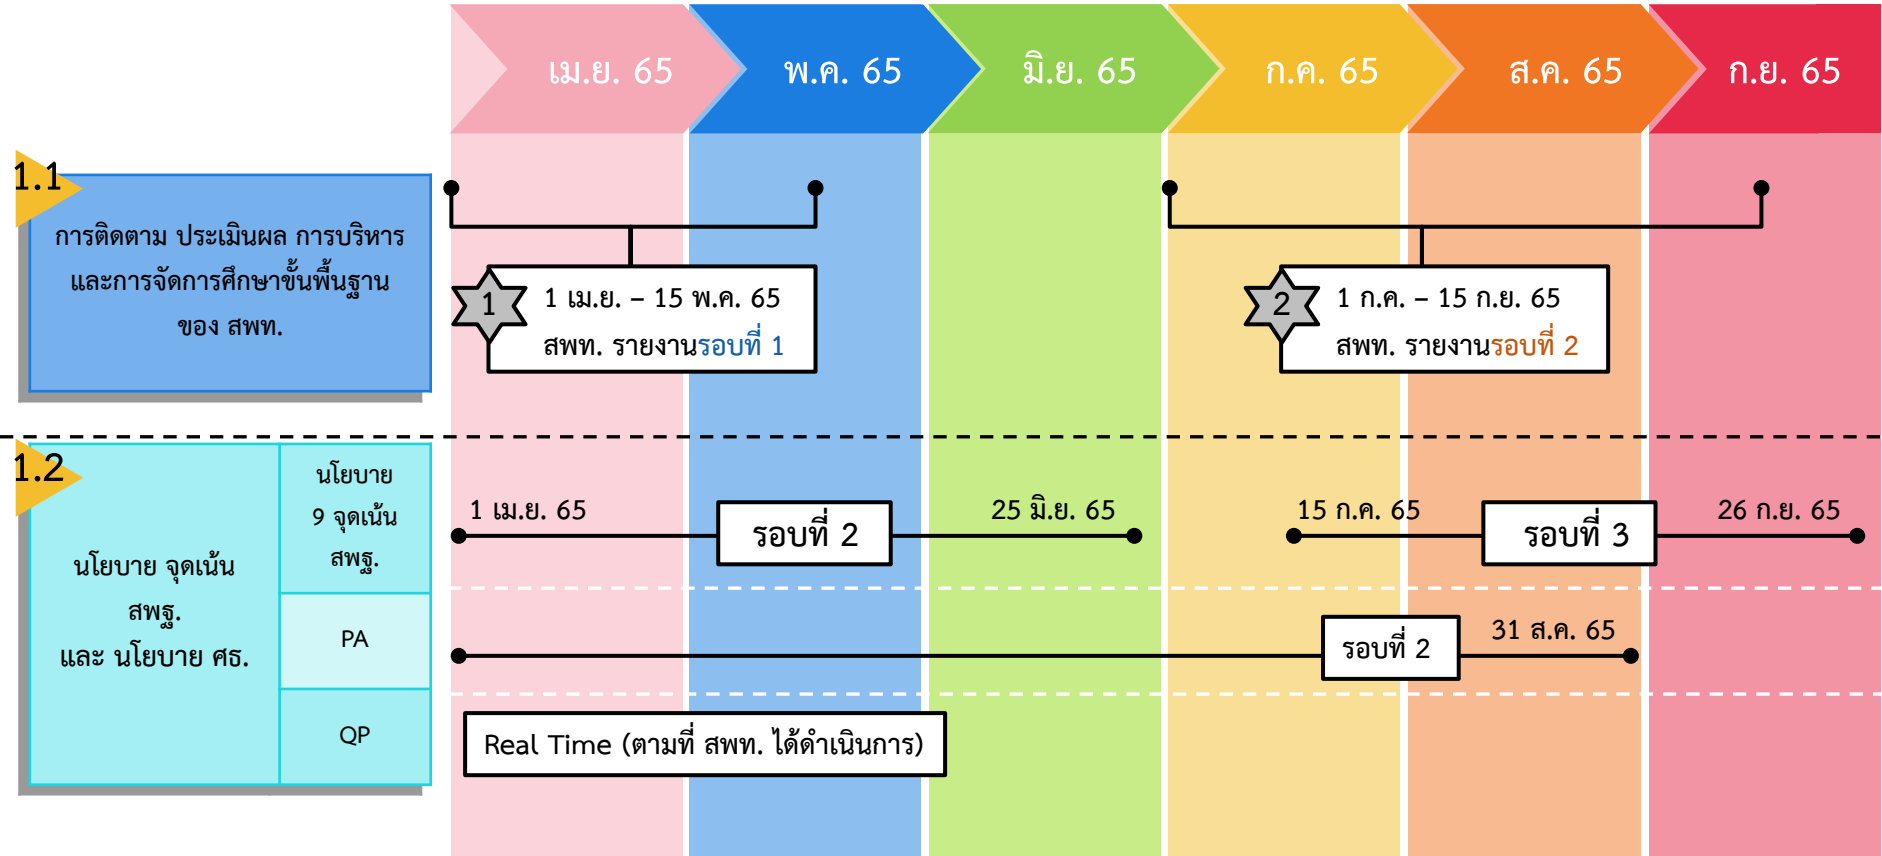 เม.ย. 65
พ.ค. 65
มิ.ย. 65
ก.ค. 65
ส.ค. 65
ก.ย. 65
1.1
การติดตาม ประเมินผล การบริหาร
และการจัดการศึกษาขั้นพื้นฐาน
ของ สพท.
1
1 เม.ย. – 15 พ.ค. 65
สพท. รายงานรอบที่ 1
2
1 ก.ค. – 15 ก.ย. 65
สพท. รายงานรอบที่ 2
1.2
นโยบาย จุดเน้น
สพฐ.
และ นโยบาย ศธ.
นโยบาย
9 จุดเน้น
สพฐ.
1 เม.ย. 65
รอบที่ 2
25 มิ.ย. 65
15 ก.ค. 65
รอบที่ 3
26 ก.ย. 65
PA
รอบที่ 2
31 ส.ค. 65
QP
Real Time (ตามที่ สพท. ได้ดำเนินการ)